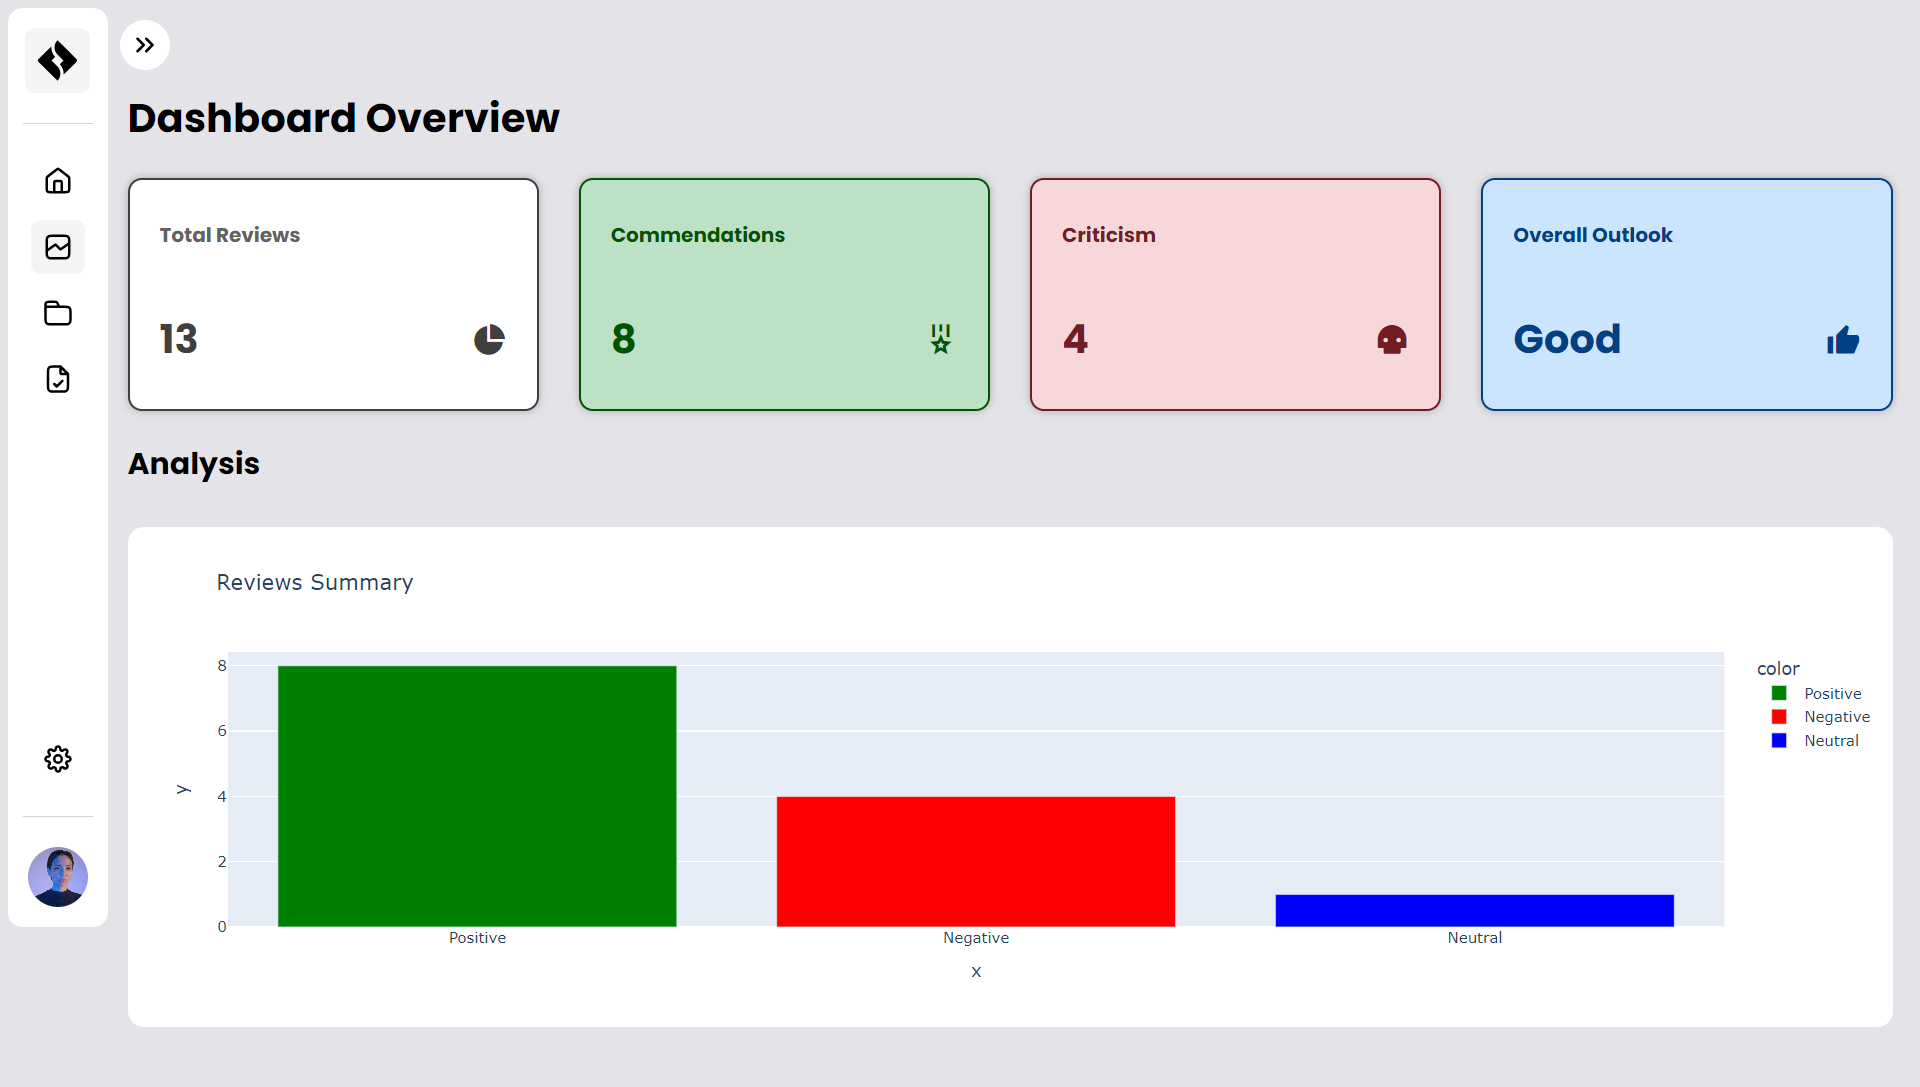 Dashboard Overview
Total Reviews
13
Commendations
8
Criticism
4
Overall Outlook
Good
Analysis
Reviews Summary
8
6
4
2
0
y
Positive
Negative
Neutral
x
color
Positive
Negative
Neutral